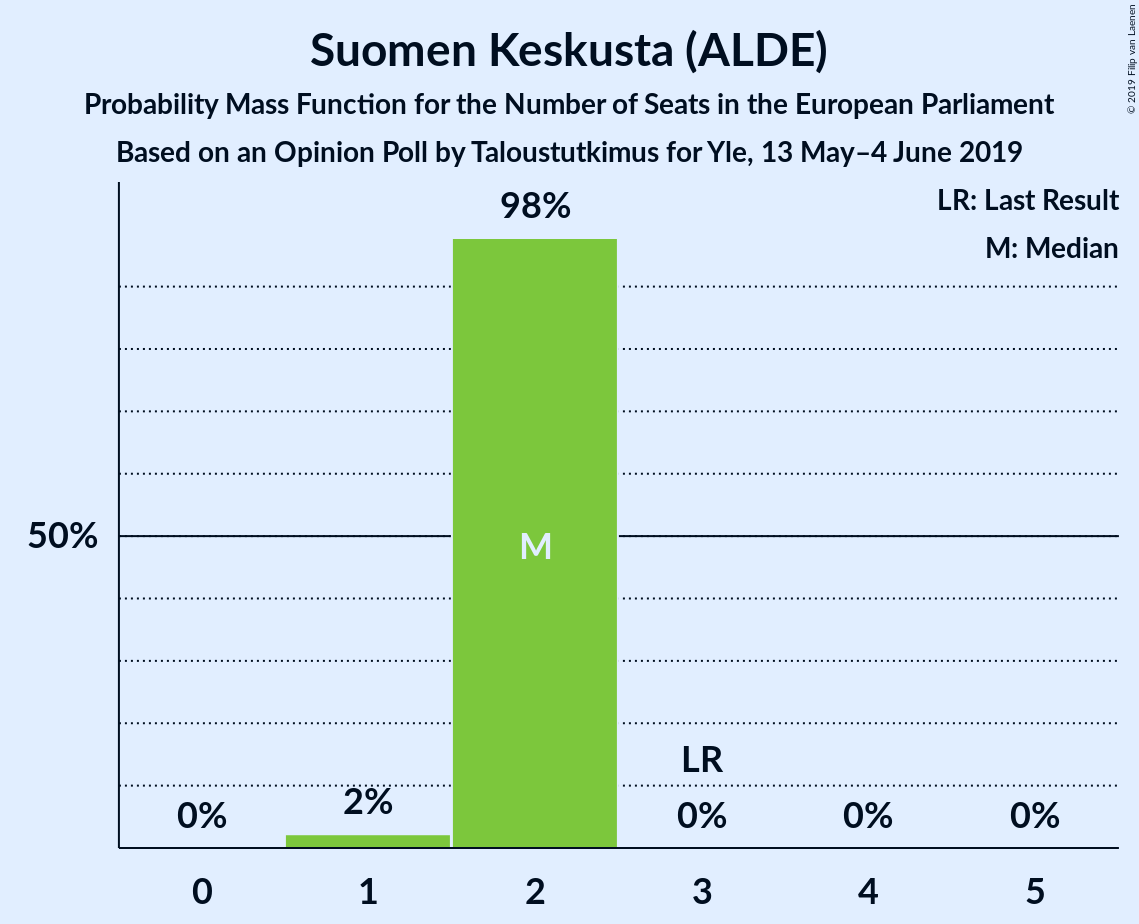 Suomen Keskusta (ALDE)
Probability Mass Function for the Number of Seats in the European Parliament
Based on an Opinion Poll by Taloustutkimus for Yle, 13 May–4 June 2019
© 2019 Filip van Laenen
LR: Last Result
M: Median
98%
50%
M
LR
0%
2%
0%
0%
0%
0
1
2
3
4
5